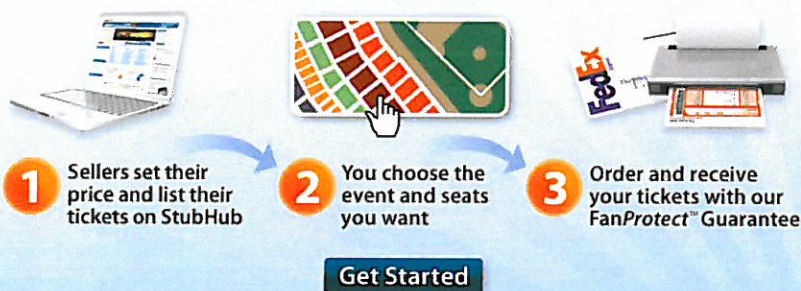 FedEx
1
Sellers set their
price and list their
tickets on StubHub
2
You choose the
event and seats
you want
3
Order and receive
your tickets with our
FanProtect™ Guarantee
Get Started